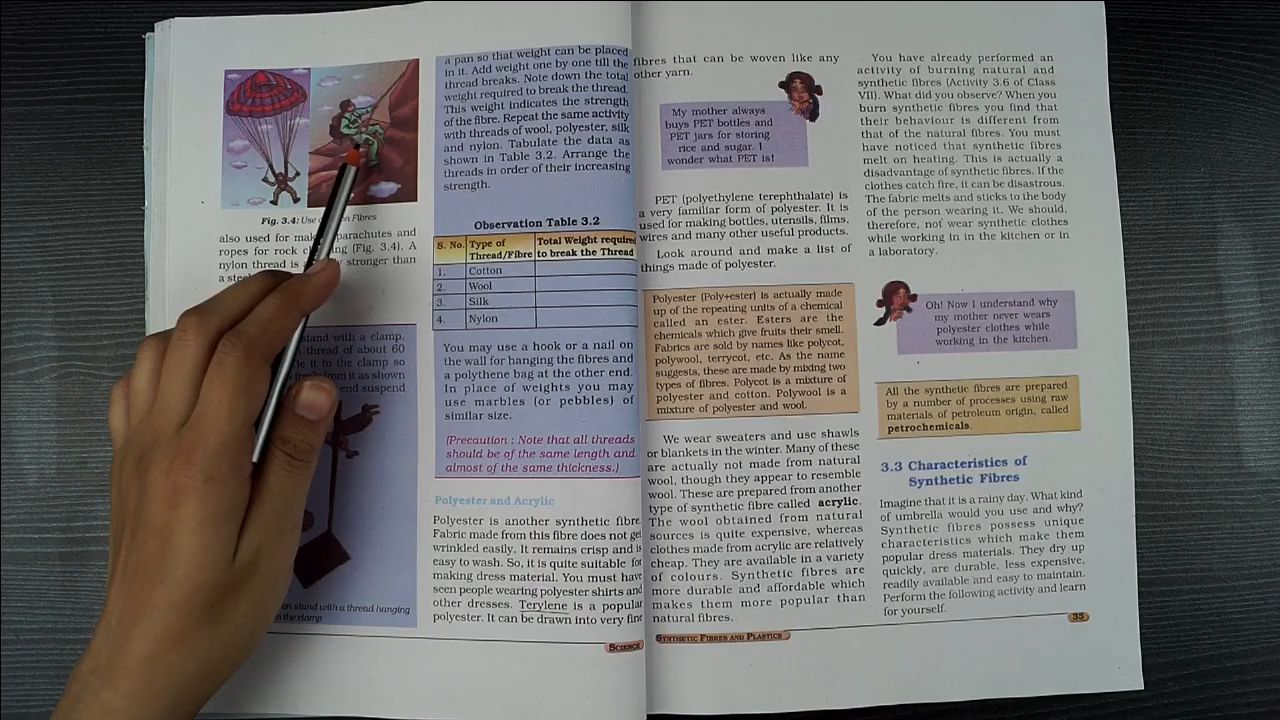 Fig. 3.4: Use Fibres
also used for parachutes and
ropes for rock (Fig. 3.4). A
nylon thread is stronger than
a
stand with a clamp.
thread of about 60
it to the clamp so
from it as shown
end suspend
on stand with a thread hanging
the clamp
a pan so that weight can be placed
in it. Add weight one by one till the
thread breaks. Note down the total
weight required to break the thread.
This weight indicates the strength
of the fibre. Repeat the same activity
with threads of wool, polyester, silk
and nylon. Tabulate the data as
shown in Table 3.2. Arrange the
threads in order of their increasing
strength.
Observation Table 3.2
S. No. Type of Thread/Fibre Total Weight required to break the Thread
1. Cotton
2. Wool
3. Silk
4. Nylon
You may use a hook or a nail on
the wall for hanging the fibres and
a polythene bag at the other end.
In place of weights you may
use marbles (or pebbles) of
similar size.
(Precaution : Note that all threads
should be of the same length and
almost of the same thickness.)
Polyester and Acrylic
Polyester is another synthetic fibre.
Fabric made from this fibre does not get
wrinkled easily. It remains crisp and is
easy to wash. So, it is quite suitable for
making dress material. You must have
seen people wearing polyester shirts and
other dresses. Terylene is a popular
polyester. It can be drawn into very fine
SCIENCE
fibres that can be woven like any
other yarn.
My mother always
buys PET bottles and
PET jars for storing
rice and sugar. I
wonder what PET is!
PET (polyethylene terephthalate) is
a very familiar form of polyester. It is
used for making bottles, utensils, films,
wires and many other useful products.
Look around and make a list of
things made of polyester.
Polyester (Poly+ester) is actually made
up of the repeating units of a chemical
called an ester. Esters are the
chemicals which give fruits their smell.
Fabrics are sold by names like polycot,
polywool, terrycot, etc. As the name
suggests, these are made by mixing two
types of fibres. Polycot is a mixture of
polyester and cotton. Polywool is a
mixture of polyester and wool.
We wear sweaters and use shawls
or blankets in the winter. Many of these
are actually not made from natural
wool, though they appear to resemble
wool. These are prepared from another
type of synthetic fibre called acrylic.
The wool obtained from natural
sources is quite expensive, whereas
clothes made from acrylic are relatively
cheap. They are available in a variety
of colours. Synthetic fibres are
more durable and affordable which
makes them more popular than
natural fibres.
SYNTHETIC FIBRES AND PLASTICS
You have already performed an
activity of burning natural and
synthetic fibres (Activity 3.6 of Class
VII). What did you observe? When you
burn synthetic fibres you find that
their behaviour is different from
that of the natural fibres. You must
have noticed that synthetic fibres
melt on heating. This is actually a
disadvantage of synthetic fibres. If the
clothes catch fire, it can be disastrous.
The fabric melts and sticks to the body
of the person wearing it. We should,
therefore, not wear synthetic clothes
while working in in the kitchen or in
a laboratory.
Oh! Now I understand why
my mother never wears
polyester clothes while
working in the kitchen.
All the synthetic fibres are prepared
by a number of processes using raw
materials of petroleum origin, called
petrochemicals.
3.3 Characteristics of
Synthetic Fibres
Imagine that it is a rainy day. What kind
of umbrella would you use and why?
Synthetic fibres possess unique
characteristics which make them
popular dress materials. They dry up
quickly, are durable, less expensive,
readily available and easy to maintain.
Perform the following activity and learn
for yourself.
35